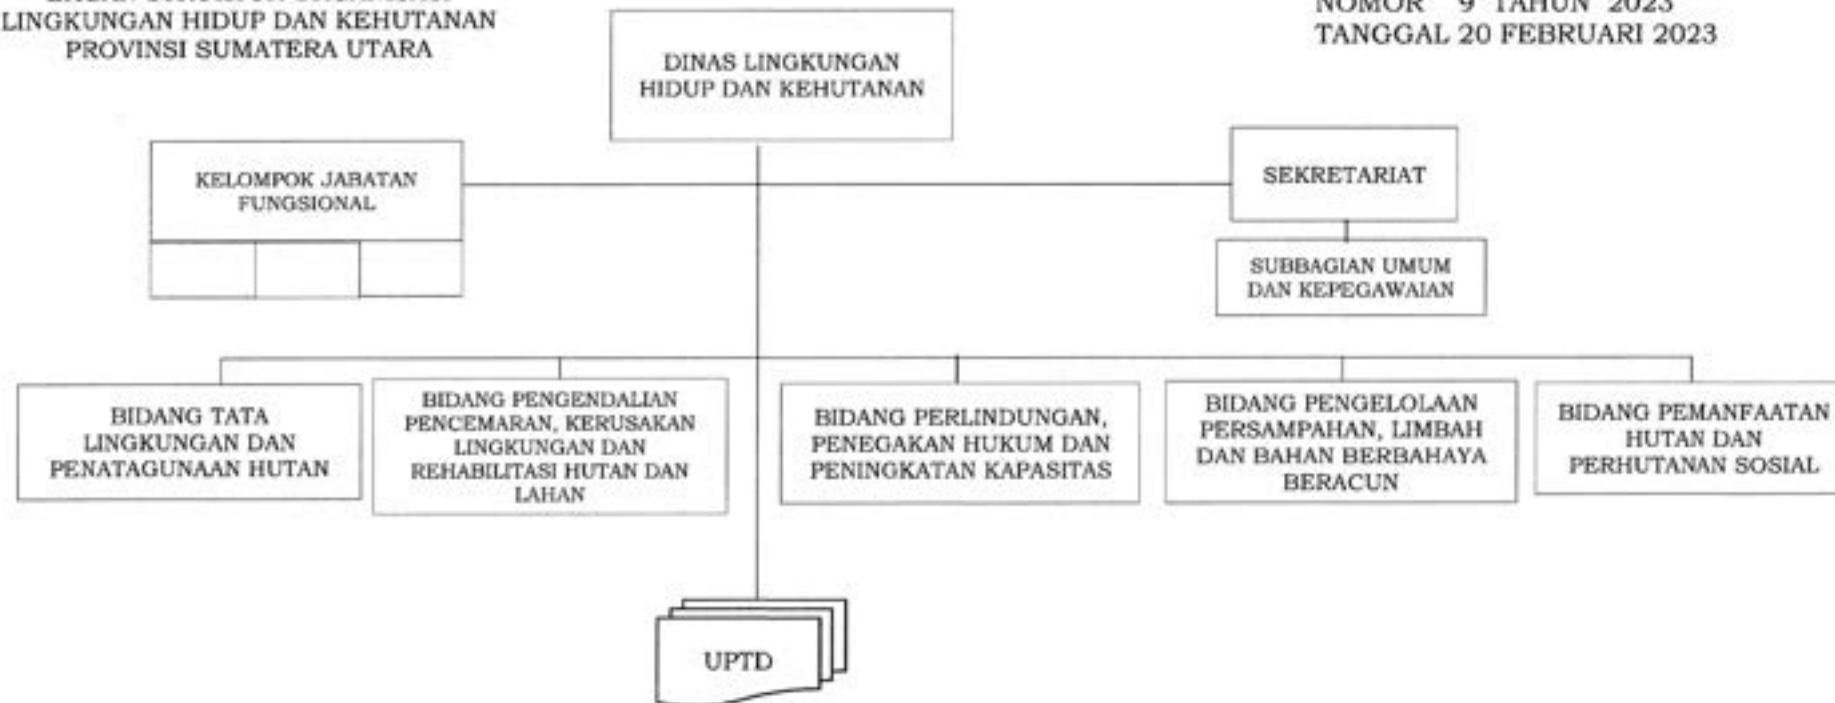 LINGKUNGAN HIDUP DAN KEHUTANAN
PROVINSI SUMATERA UTARA
NOMOR 9 TAHUN 2023
TANGGAL 20 FEBRUARI 2023
DINAS LINGKUNGAN
HIDUP DAN KEHUTANAN
KELOMPOK JABATAN
FUNGSIONAL
SEKRETARIAT
SUBBAGIAN UMUM
DAN KEPEGAWAIAN
BIDANG TATA
LINGKUNGAN DAN
PENATAGUNAAN HUTAN
BIDANG PENGENDALIAN
PENCEMARAN, KERUSAKAN
LINGKUNGAN DAN
REHABILITASI HUTAN DAN
LAHAN
BIDANG PERLINDUNGAN,
PENEGAKAN HUKUM DAN
PENINGKATAN KAPASITAS
BIDANG PENGELOLAAN
PERSAMPAHAN, LIMBAH
DAN BAHAN BERBAHAYA
BERACUN
BIDANG PEMANFAATAN
HUTAN DAN
PERHUTANAN SOSIAL
UPTD